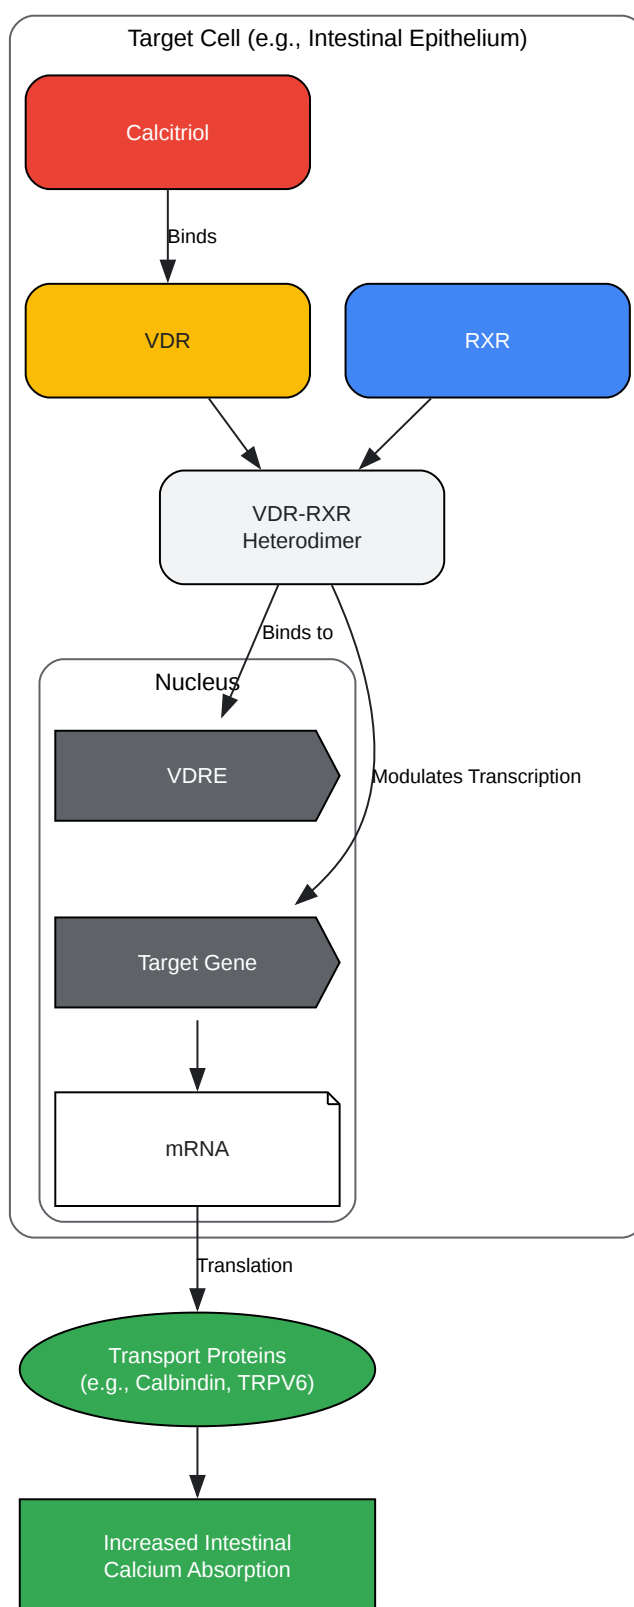 Target Cell (e.g., Intestinal Epithelium)
Calcitriol
Binds
VDR
RXR
VDR-RXR
Heterodimer
Binds to
Nucleus
VDRE
Modulates Transcription
Target Gene
mRNA
Translation
Transport Proteins
(e.g., Calbindin, TRPV6)
Increased Intestinal
Calcium Absorption